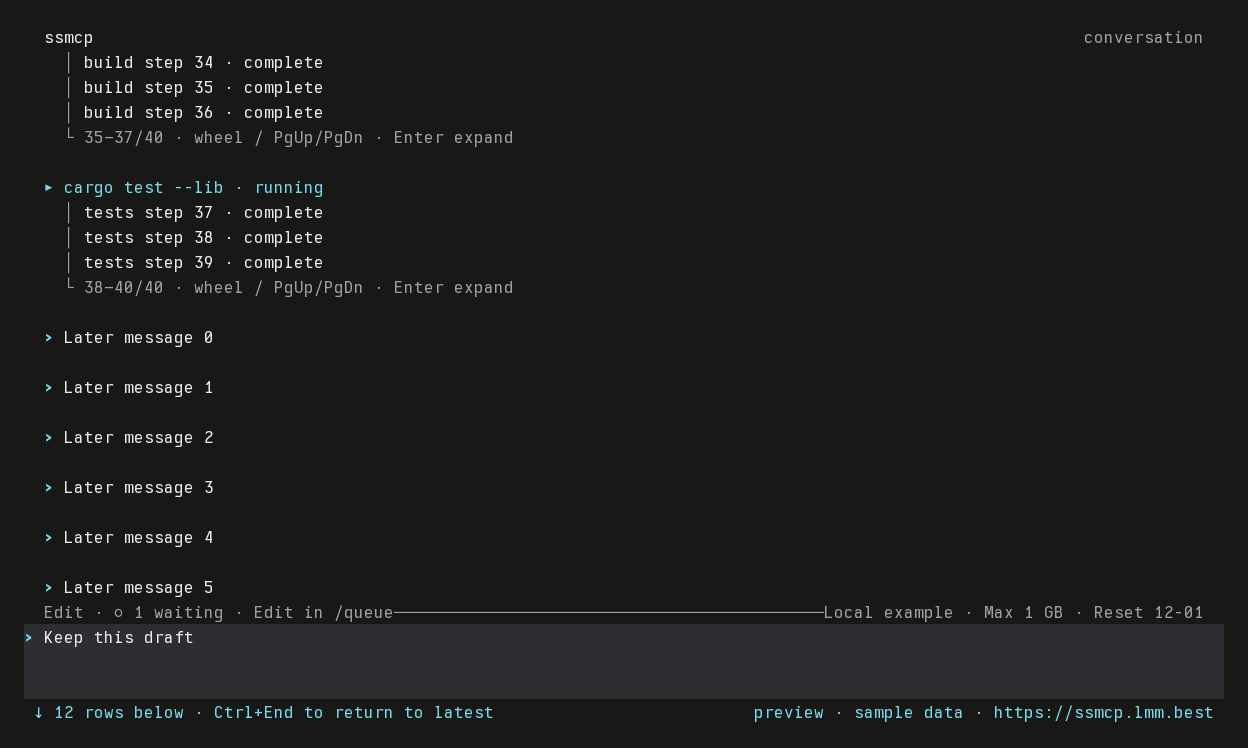 ssmcp conversation
│ build step 34 · complete
│ build step 35 · complete
│ build step 36 · complete
└ 35–37/40 · wheel / PgUp/PgDn · Enter expand
▸ cargo test --lib · running
│ tests step 37 · complete
│ tests step 38 · complete
│ tests step 39 · complete
└ 38–40/40 · wheel / PgUp/PgDn · Enter expand
› Later message 0
› Later message 1
› Later message 2
› Later message 3
› Later message 4
› Later message 5
Edit · ○ 1 waiting · Edit in /queue───Local example · Max 1 GB · Reset 12-01
› Keep this draft
↓ 12 rows below · Ctrl+End to return to latest preview · sample data · https://ssmcp.lmm.best